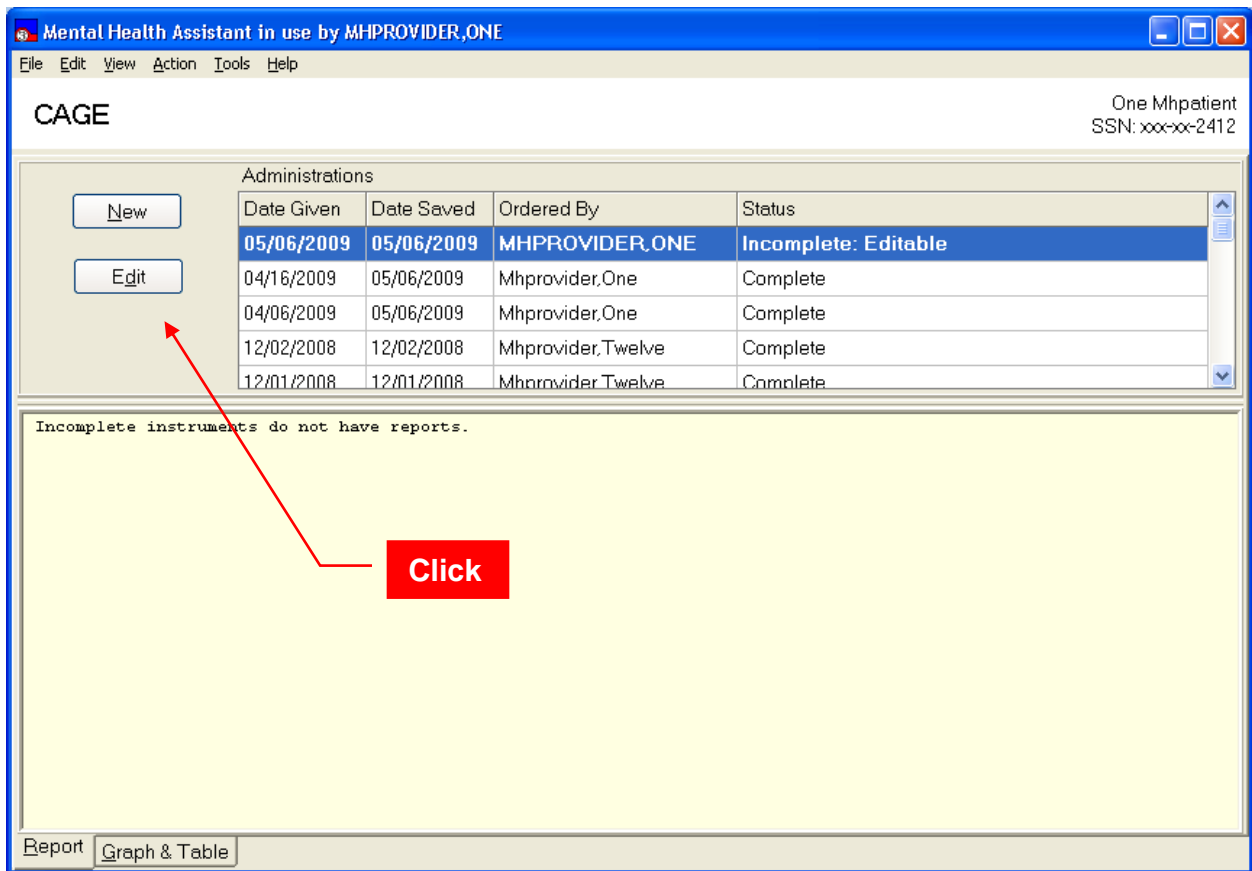 Mental Health Assistant in use by MHPROVIDER,ONE
File Edit View Action Tools Help
CAGE
One Mhpatient
SSN: xxx-xx-2412
Administrations
New
Edit
Date Given Date Saved Ordered By Status
05/06/2009 05/06/2009 MHPROVIDER,ONE Incomplete: Editable
04/16/2009 05/06/2009 Mhprovider,One Complete
04/06/2009 05/06/2009 Mhprovider,One Complete
12/02/2008 12/02/2008 Mhprovider,Twelve Complete
12/01/2008 12/01/2008 Mhprovider,Twelve Complete
Incomplete instruments do not have reports.
Click
Report Graph & Table